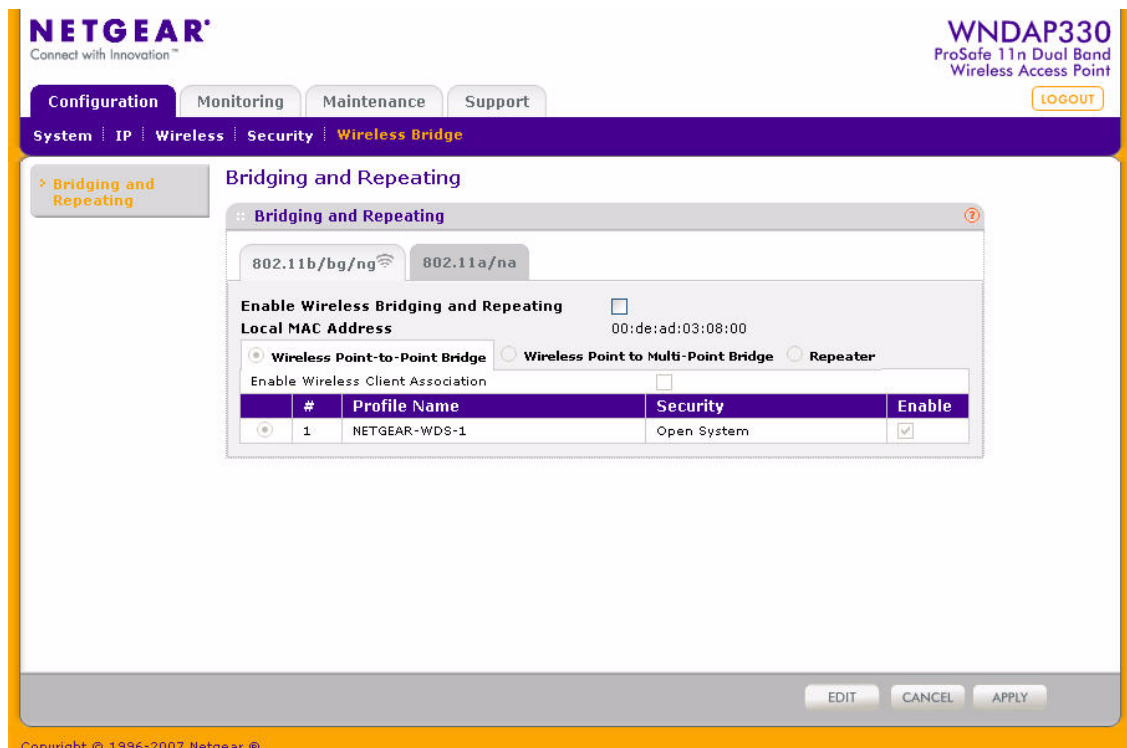 NETGEAR®
Connect with Innovation™
WNDAP330
ProSafe 11n Dual Band
Wireless Access Point
Configuration Monitoring Maintenance Support
LOGOUT
System IP Wireless Security Wireless Bridge
Bridging and
Repeating
Bridging and Repeating
Bridging and Repeating
?
802.11b/bg/ng 802.11a/na
Enable Wireless Bridging and Repeating
Local MAC Address 00:de:ad:03:08:00
Wireless Point-to-Point Bridge Wireless Point to Multi-Point Bridge Repeater
Enable Wireless Client Association
# Profile Name Security Enable
1 NETGEAR-WDS-1 Open System
EDIT CANCEL APPLY
Copyright © 1996-2007 Netgear ®